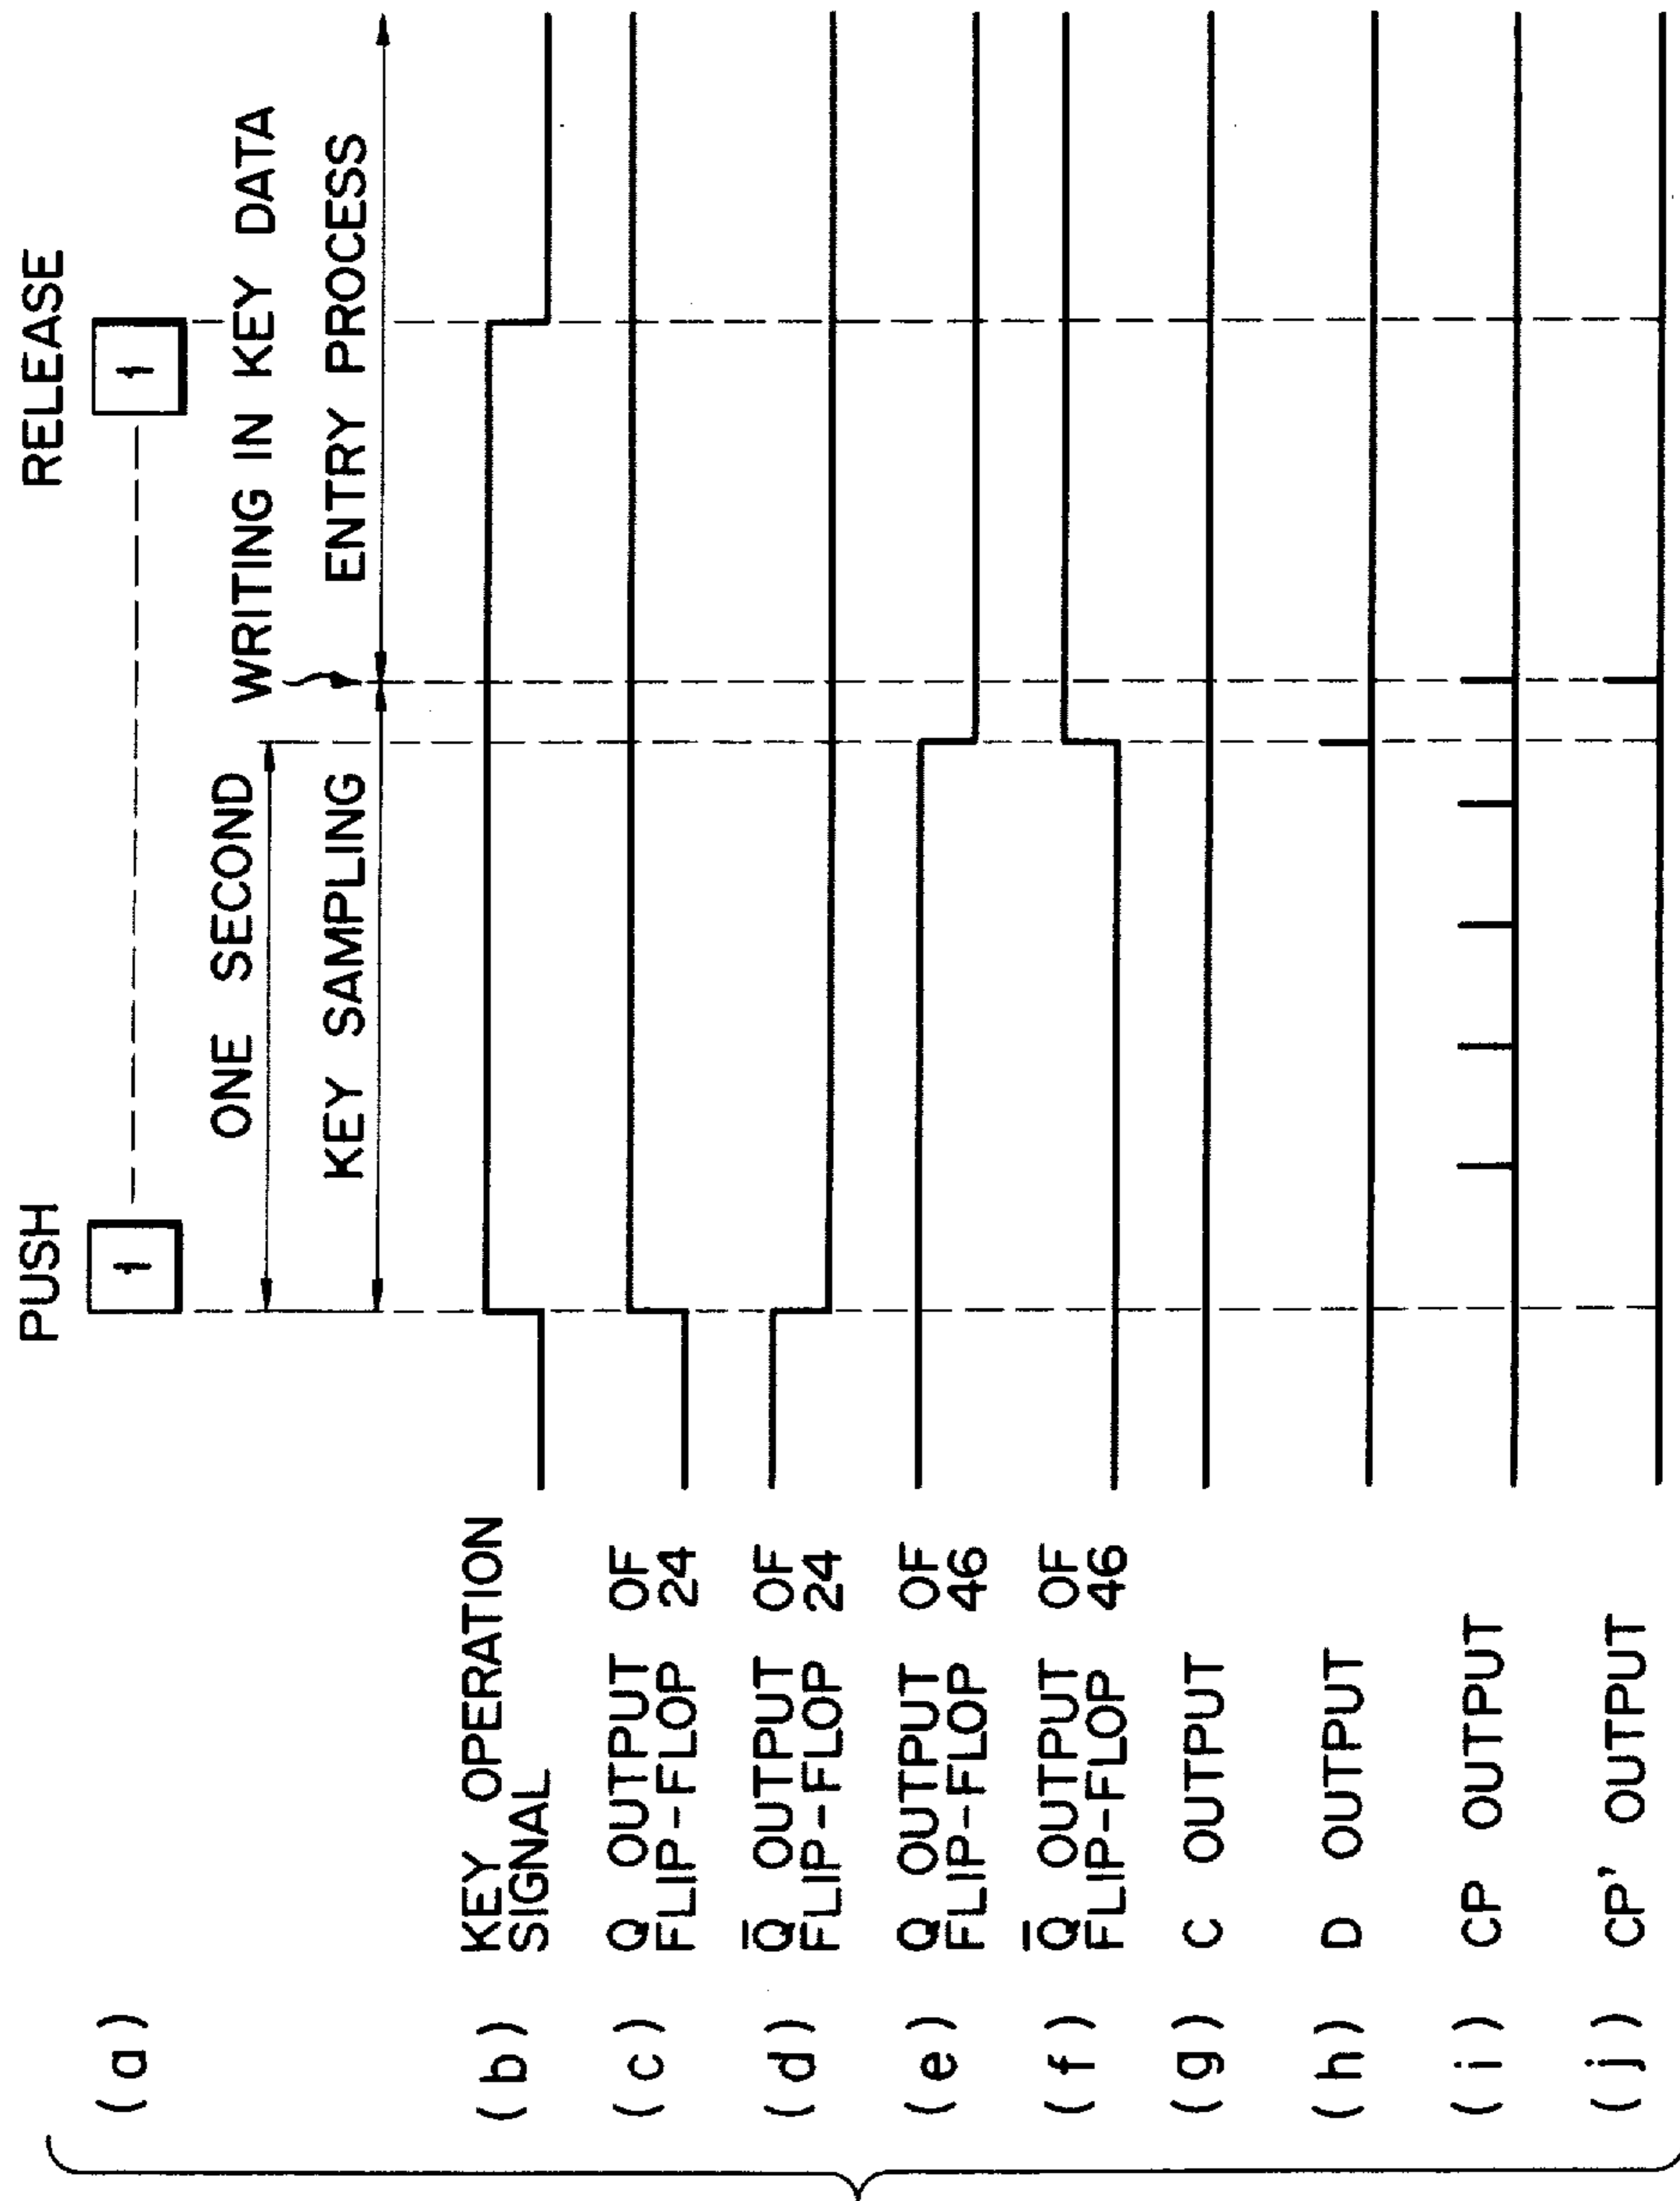 PUSH
RELEASE
(a)
1
1
ONE SECOND
WRITING IN KEY DATA
KEY SAMPLING
ENTRY PROCESS
(b) KEY OPERATION
SIGNAL
(c) Q OUTPUT OF
FLIP-FLOP 24
(d) Q̅ OUTPUT OF
FLIP-FLOP 24
(e) Q OUTPUT OF
FLIP-FLOP 46
(f) Q̅ OUTPUT OF
FLIP-FLOP 46
(g) C OUTPUT
(h) D OUTPUT
(i) CP OUTPUT
(j) CP' OUTPUT